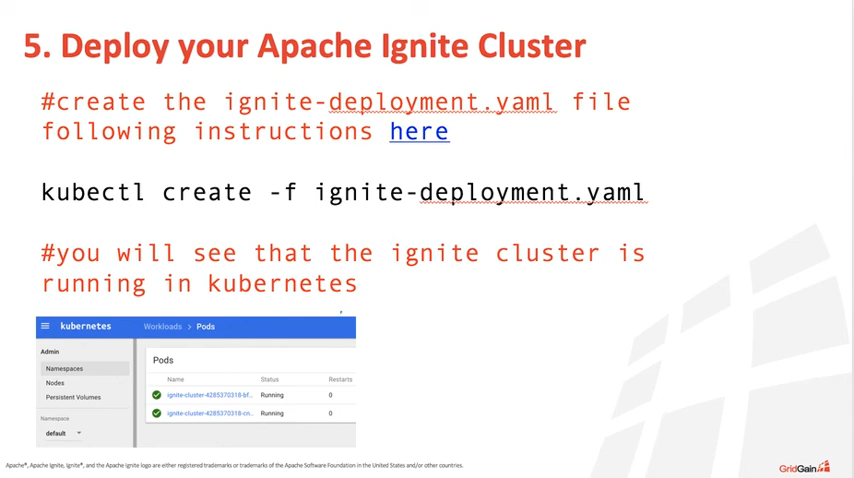 5. Deploy your Apache Ignite Cluster
#create the ignite-deployment.yaml file
following instructions here
kubectl create -f ignite-deployment.yaml
#you will see that the ignite cluster is
running in kubernetes
kubernetes Workloads > Pods
Admin
Namespaces
Nodes
Persistent Volumes
Namespace
default
Pods
Name Status Restarts
ignite-cluster-4285370318-bf... Running 0
ignite-cluster-4285370318-cn... Running 0
Apache®, Apache Ignite, Ignite®, and the Apache Ignite logo are either registered trademarks or trademarks of the Apache Software Foundation in the United States and/or other countries.
GridGain